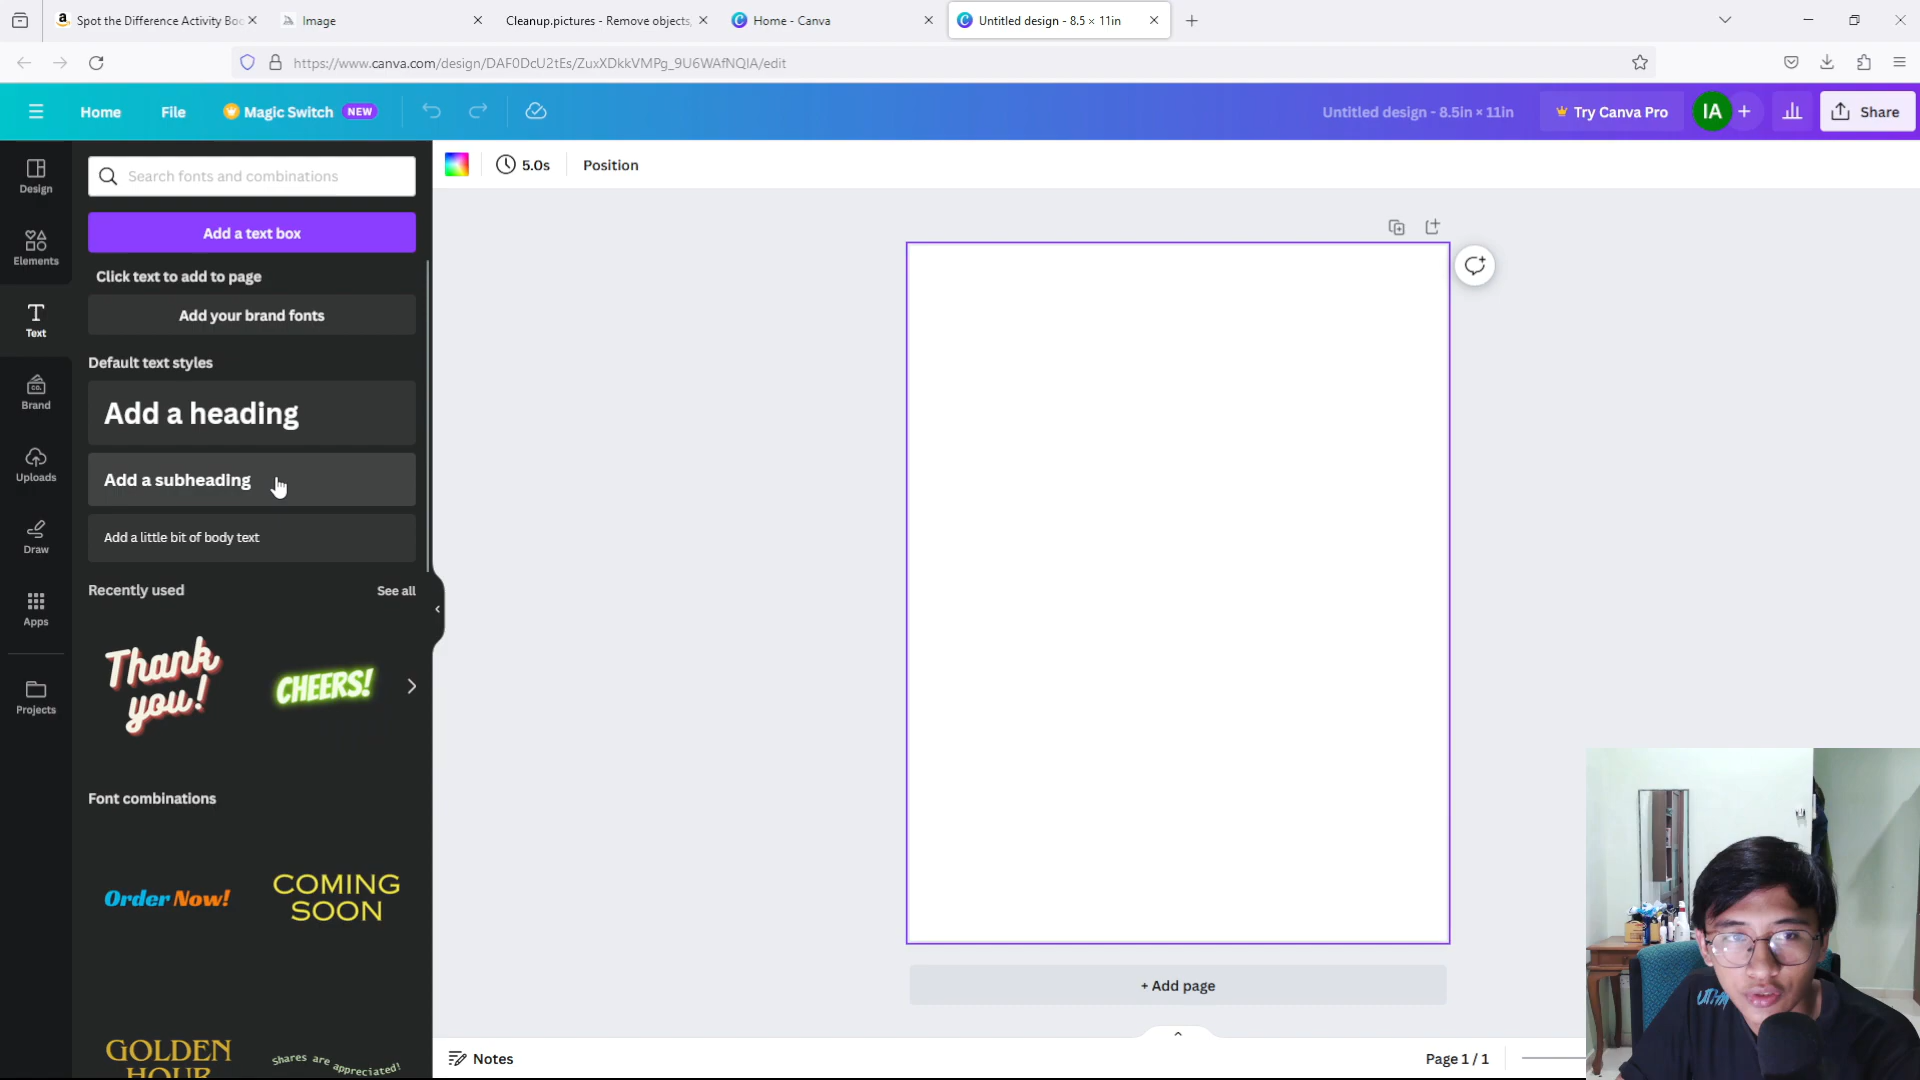 Spot the Difference Activity Boo
Image
Cleanup.pictures - Remove objects,
Home - Canva
Untitled design - 8.5 × 11in
https://www.canva.com/design/DAF0DcU2tEs/ZuxXDkkVMPg_9U6WAfNQIA/edit
Home
File
Magic Switch NEW
Untitled design - 8.5in × 11in
Try Canva Pro
IA
Share
Design
Elements
Text
Brand
Uploads
Draw
Apps
Projects
Search fonts and combinations
Add a text box
Click text to add to page
Add your brand fonts
Default text styles
Add a heading
Add a subheading
Add a little bit of body text
Recently used
See all
Thank
you!
CHEERS!
Font combinations
Order Now!
COMING
SOON
GOLDEN
HOUR
Shares are appreciated!
5.0s
Position
+ Add page
Notes
Page 1 / 1